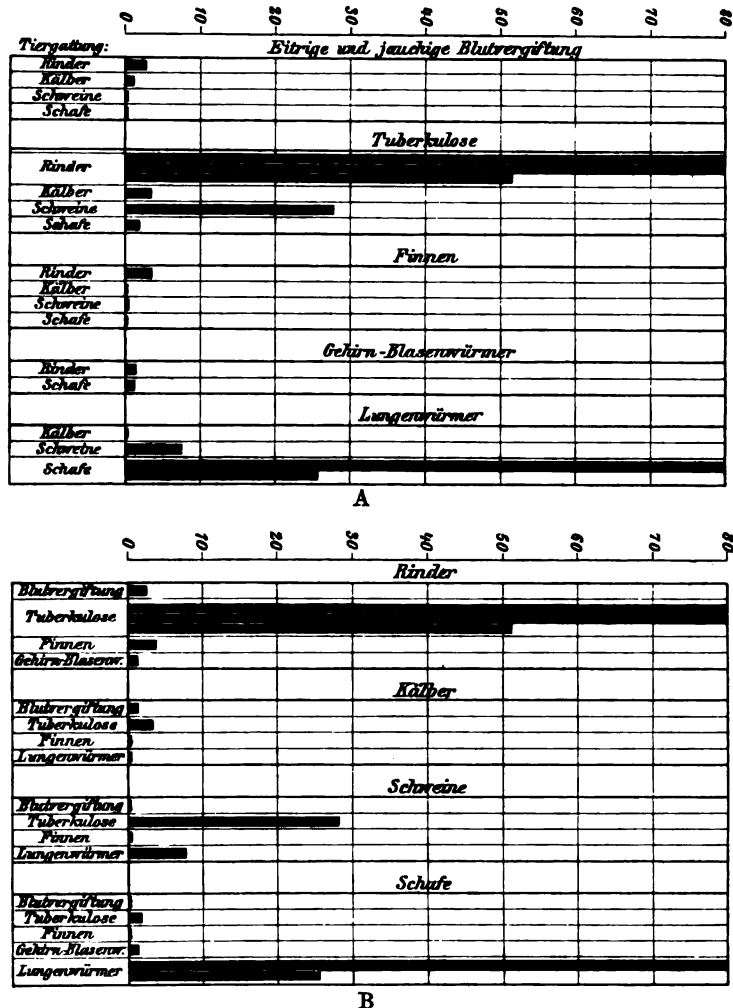 0 10 20 30 40 50 60 70 80
Tiergattung: Eitrige und jauchige Blutvergiftung
Rinder
Kälber
Schweine
Schafe
Tuberkulose
Rinder
Kälber
Schweine
Schafe
Finnen
Rinder
Kälber
Schweine
Schafe
Gehirn-Blasenwürmer
Rinder
Schafe
Lungenwürmer
Kälber
Schweine
Schafe
A
0 10 20 30 40 50 60 70 80
Rinder
Blutvergiftung
Tuberkulose
Finnen
Gehirn-Blasenw.
Kälber
Blutvergiftung
Tuberkulose
Finnen
Lungenwürmer
Schweine
Blutvergiftung
Tuberkulose
Finnen
Lungenwürmer
Schafe
Blutvergiftung
Tuberkulose
Finnen
Gehirn-Blasenw.
Lungenwürmer
B